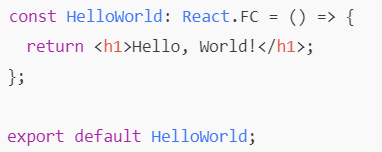 const HelloWorld: React.FC = () => {
  return <h1>Hello, World!</h1>;
};

export default HelloWorld;